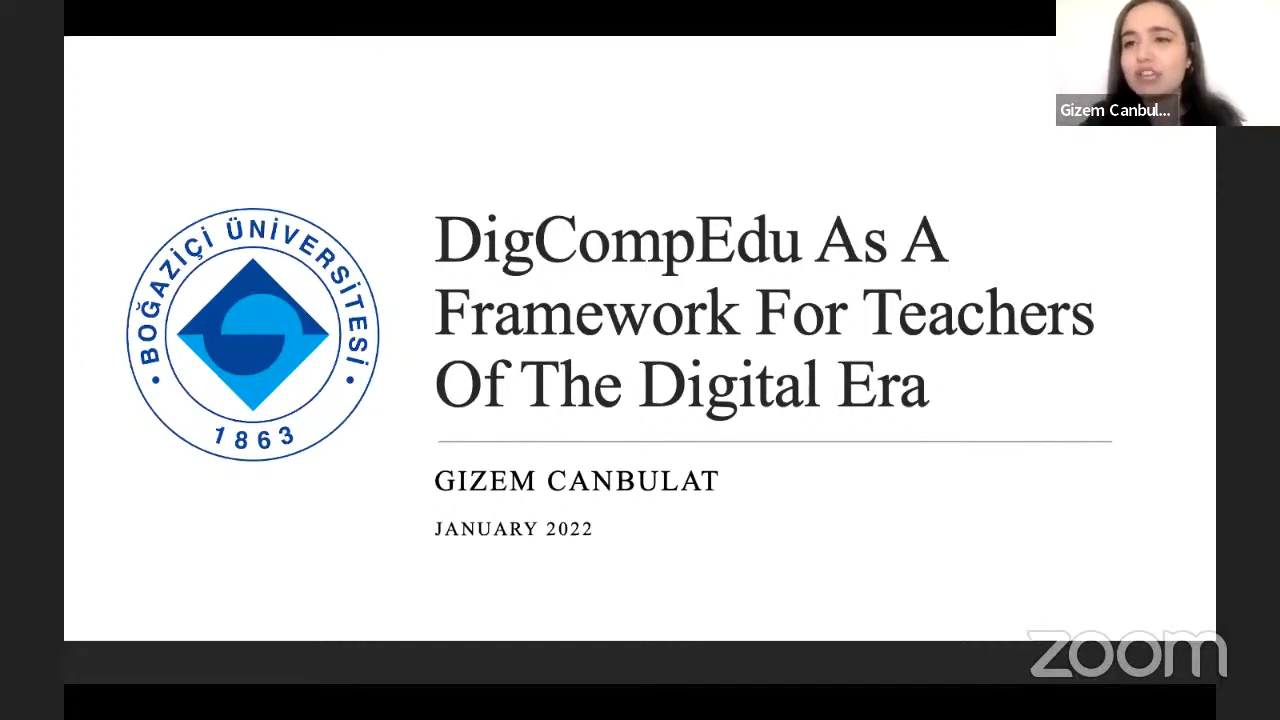 Gizem Canbul...
• BOĞAZİÇİ ÜNİVERSİTESİ •
1863
DigCompEdu As A
Framework For Teachers
Of The Digital Era
GIZEM CANBULAT
JANUARY 2022
zoom